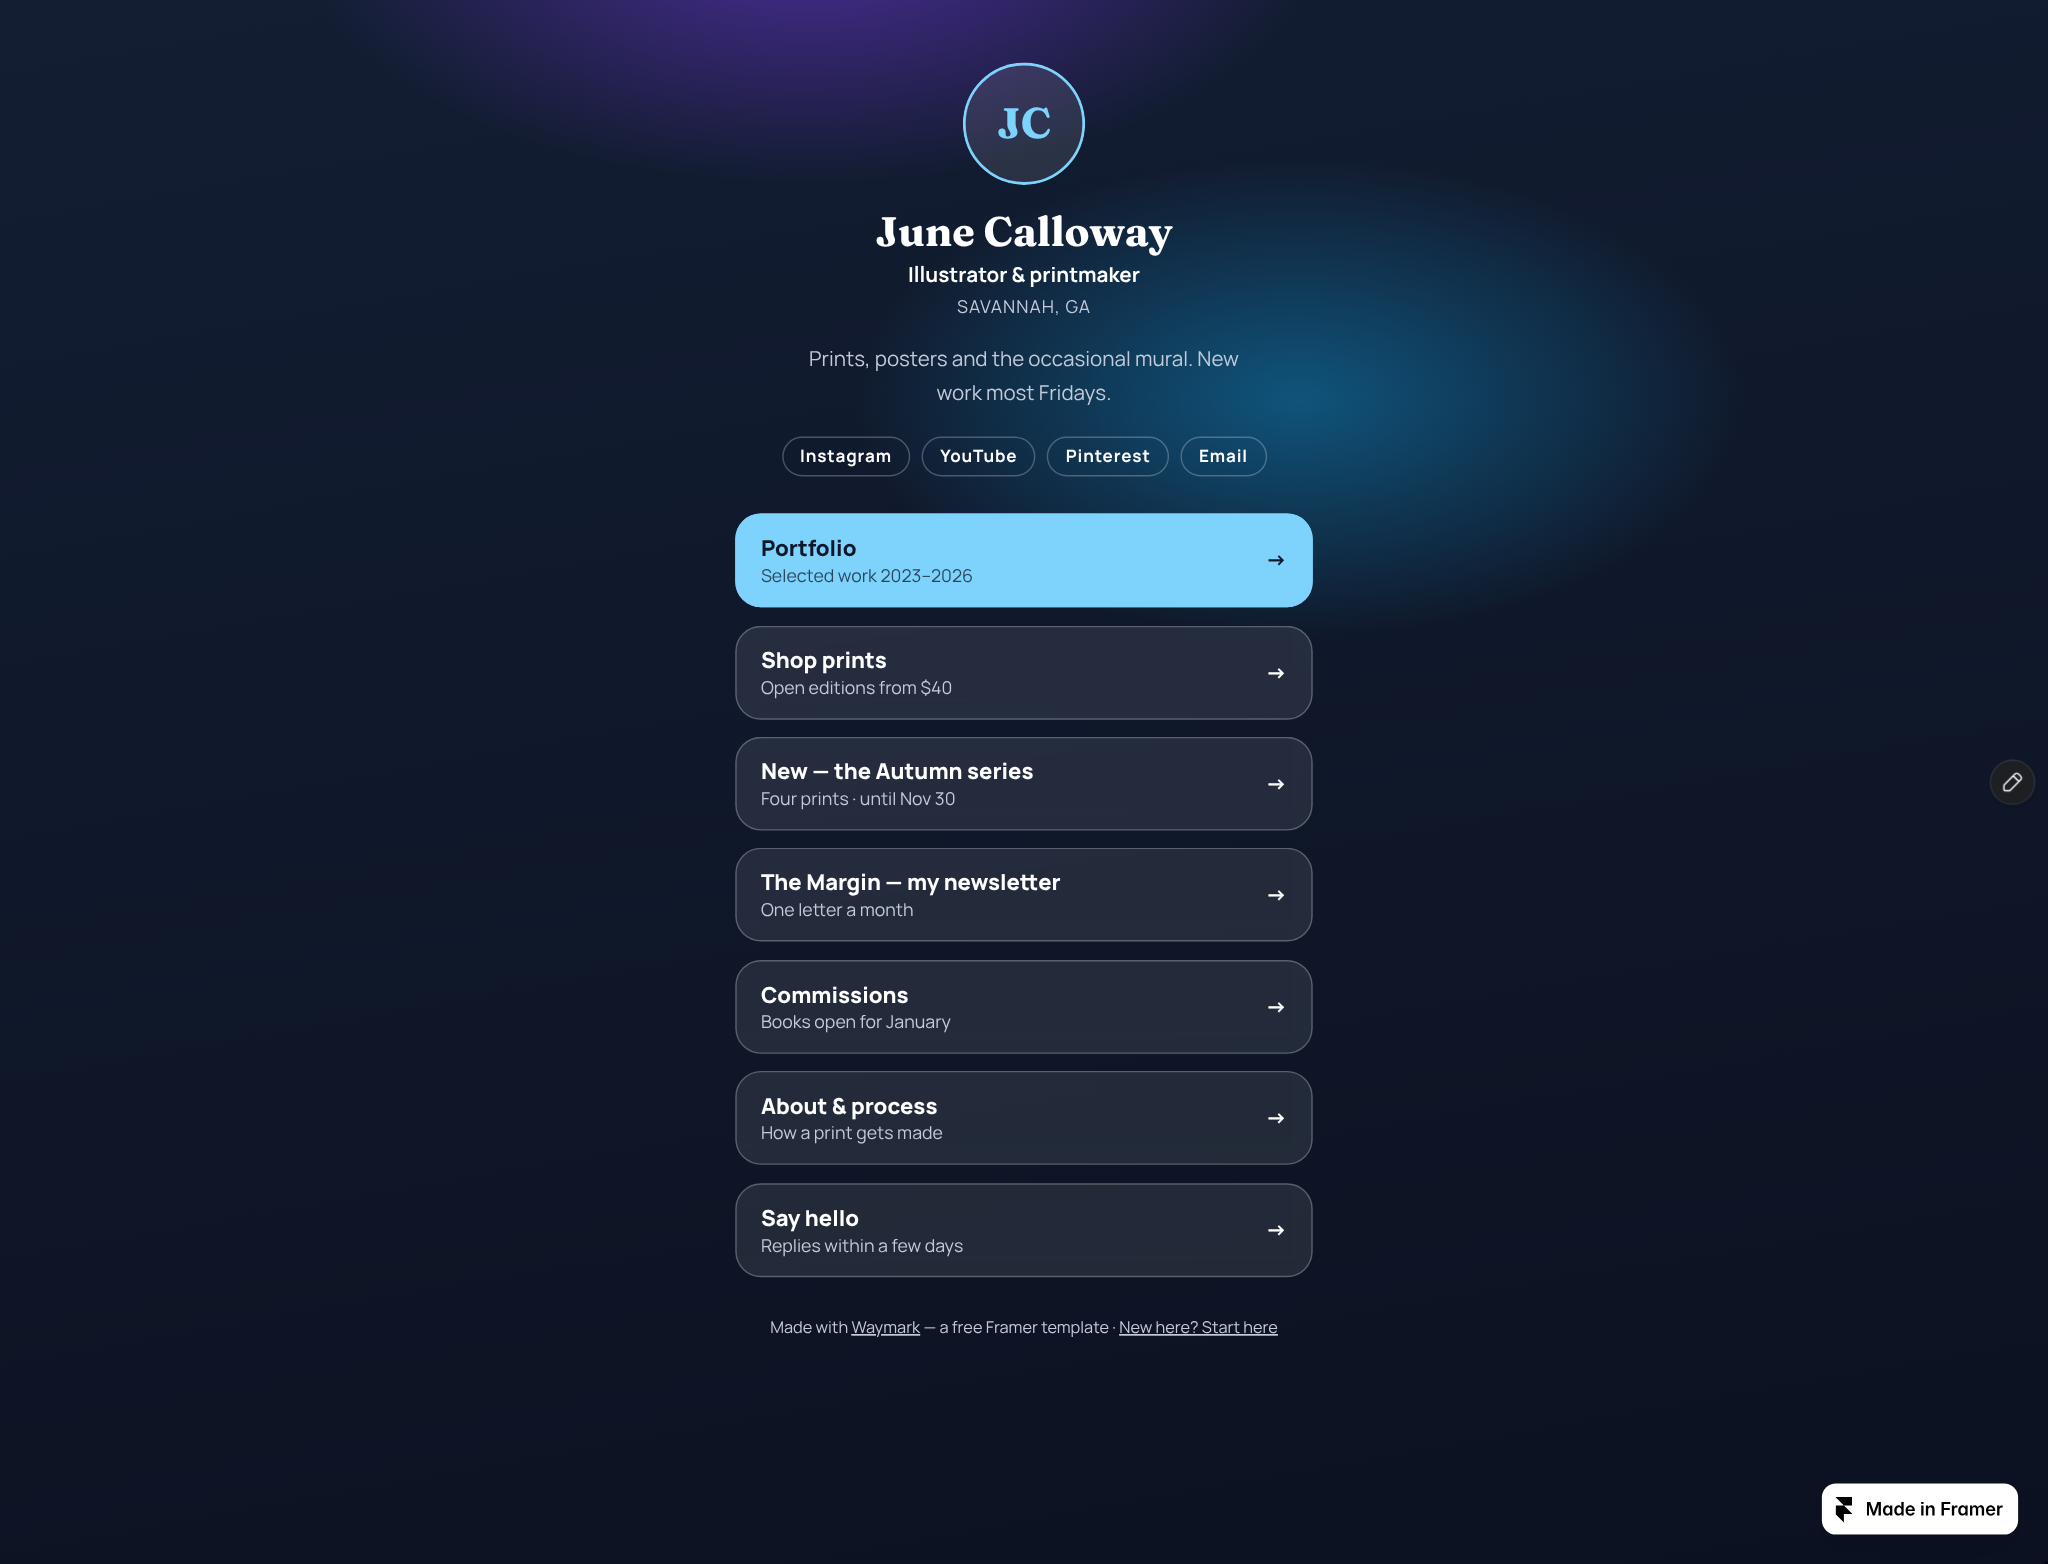 JC
June Calloway
Illustrator & printmaker
SAVANNAH, GA
Prints, posters and the occasional mural. New
work most Fridays.
Instagram YouTube Pinterest Email
Portfolio →
Selected work 2023–2026
Shop prints →
Open editions from $40
New — the Autumn series →
Four prints · until Nov 30
The Margin — my newsletter →
One letter a month
Commissions →
Books open for January
About & process →
How a print gets made
Say hello →
Replies within a few days
Made with Waymark — a free Framer template · New here? Start here
Made in Framer